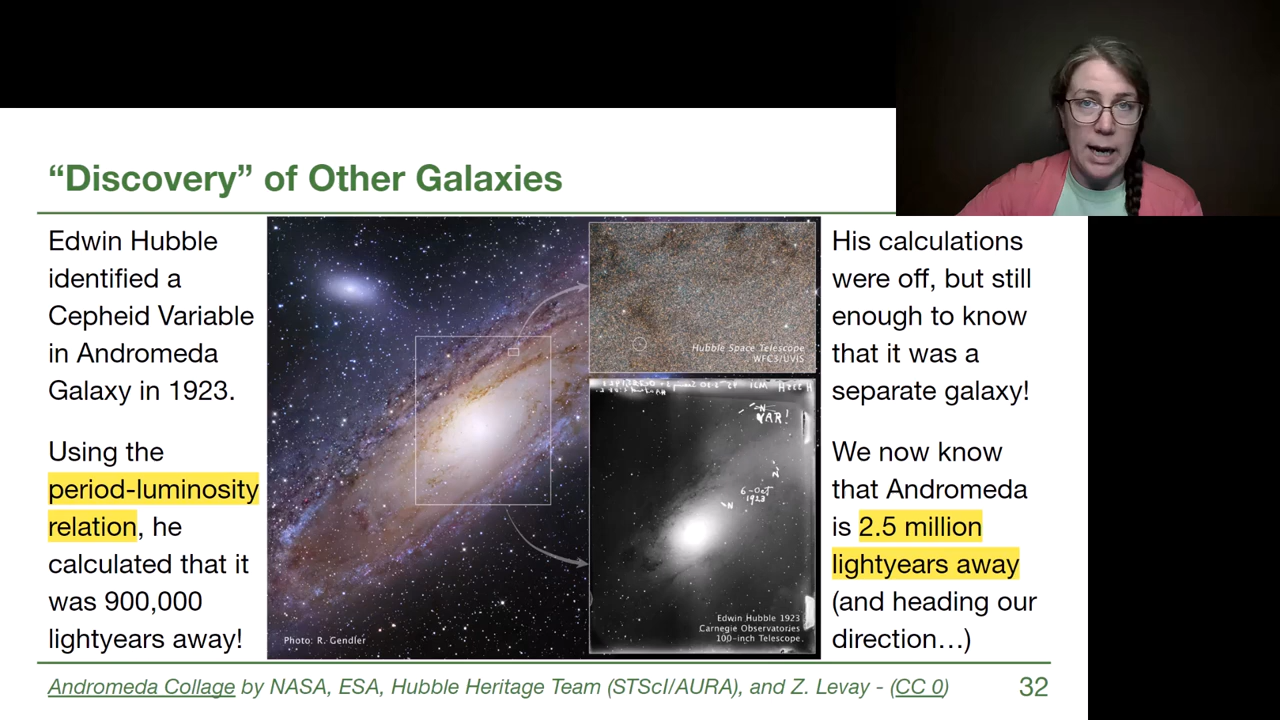 “Discovery” of Other Galaxies
Edwin Hubble
identified a
Cepheid Variable
in Andromeda
Galaxy in 1923.
Using the
period-luminosity
relation, he
calculated that it
was 900,000
lightyears away!
Photo: R. Gendler
Hubble Space Telescope
WFC3/UVIS
N
VAR!
N
6-Oct
1923
N
Edwin Hubble 1923
Carnegie Observatories
100-inch Telescope
His calculations
were off, but still
enough to know
that it was a
separate galaxy!
We now know
that Andromeda
is 2.5 million
lightyears away
(and heading our
direction…)
Andromeda Collage by NASA, ESA, Hubble Heritage Team (STScI/AURA), and Z. Levay - (CC 0)
32